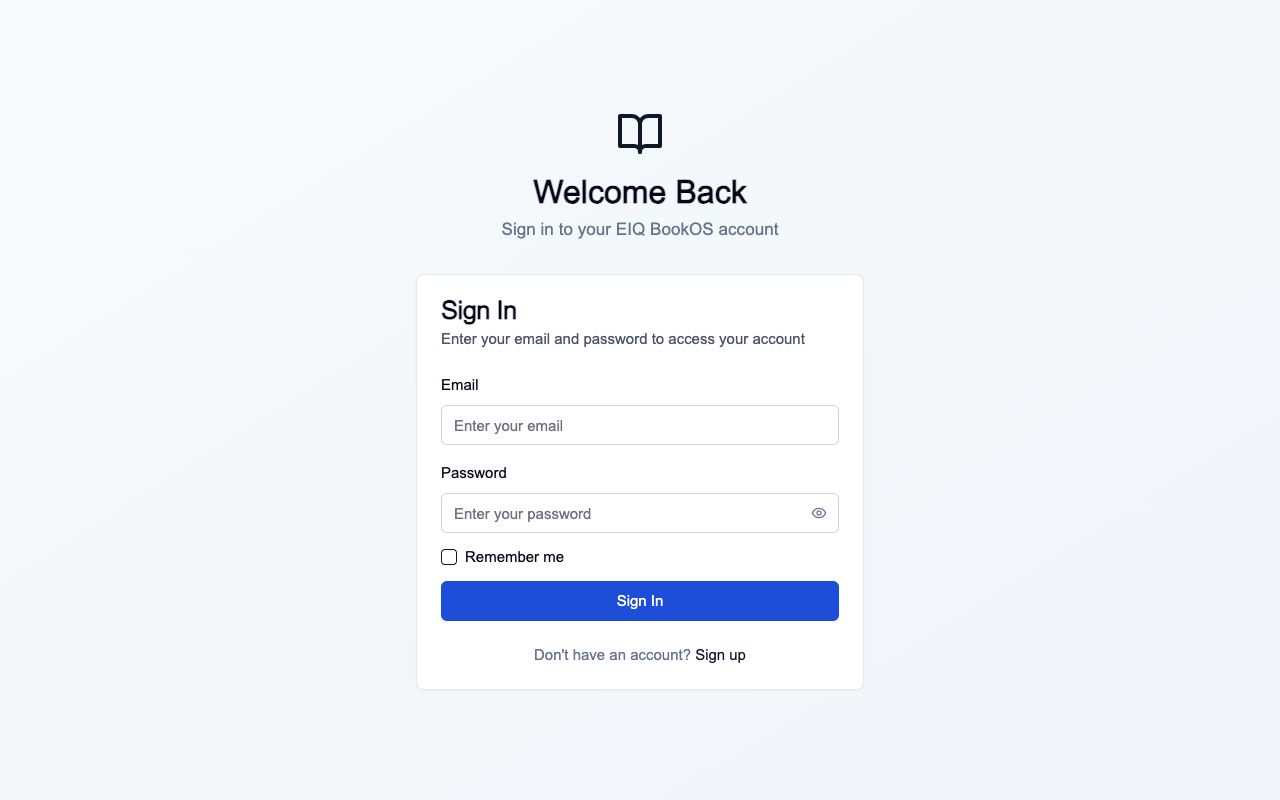 Welcome Back
Sign in to your EIQ BookOS account
Sign In
Enter your email and password to access your account
Email
Enter your email
Password
Enter your password
Remember me
Sign In
Don't have an account? Sign up